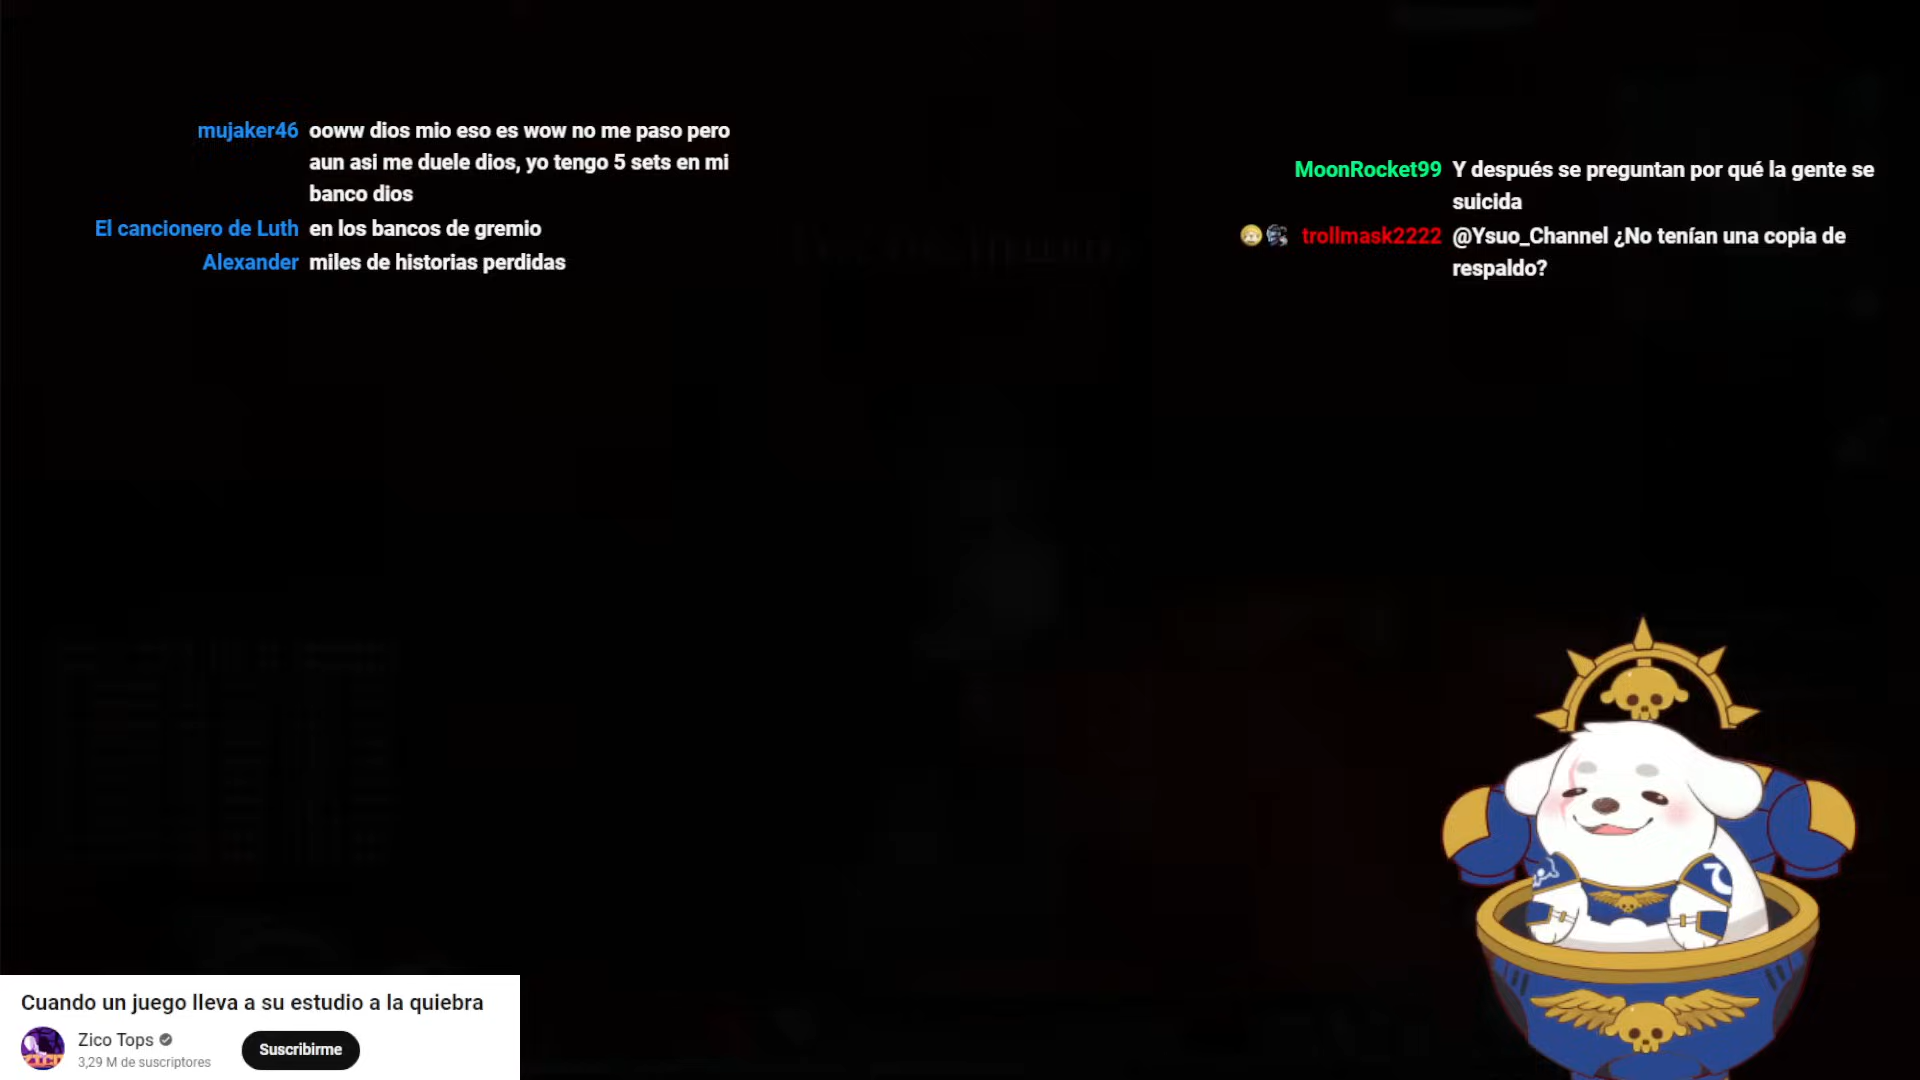 mujaker46 ooww dios mio eso es wow no me paso pero
aun asi me duele dios, yo tengo 5 sets en mi
banco dios
El cancionero de Luth en los bancos de gremio
Alexander miles de historias perdidas
MoonRocket99 Y después se preguntan por qué la gente se
suicida
trollmask2222 @Ysuo_Channel ¿No tenían una copia de
respaldo?
Cuando un juego lleva a su estudio a la quiebra
Zico Tops
3,29 M de suscriptores
Suscribirme